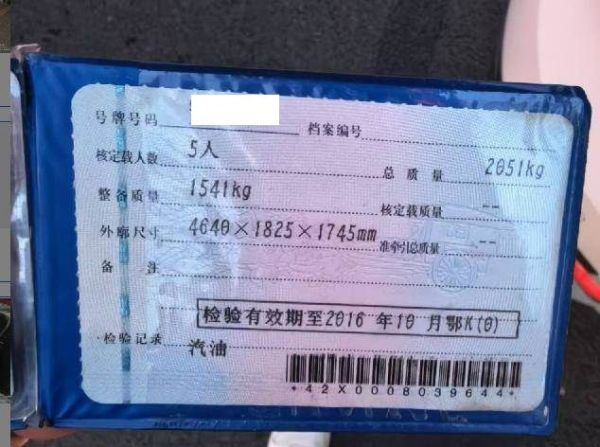 号牌号码 档案编号
核定载人数 5人 总质量 2051kg
整备质量 1541kg 核定载质量 --
外廓尺寸 4640×1825×1745mm 准牵引总质量 --
备注
检验有效期至2016 年10 月鄂K(0)
检验记录 汽油
*42X0008039644*